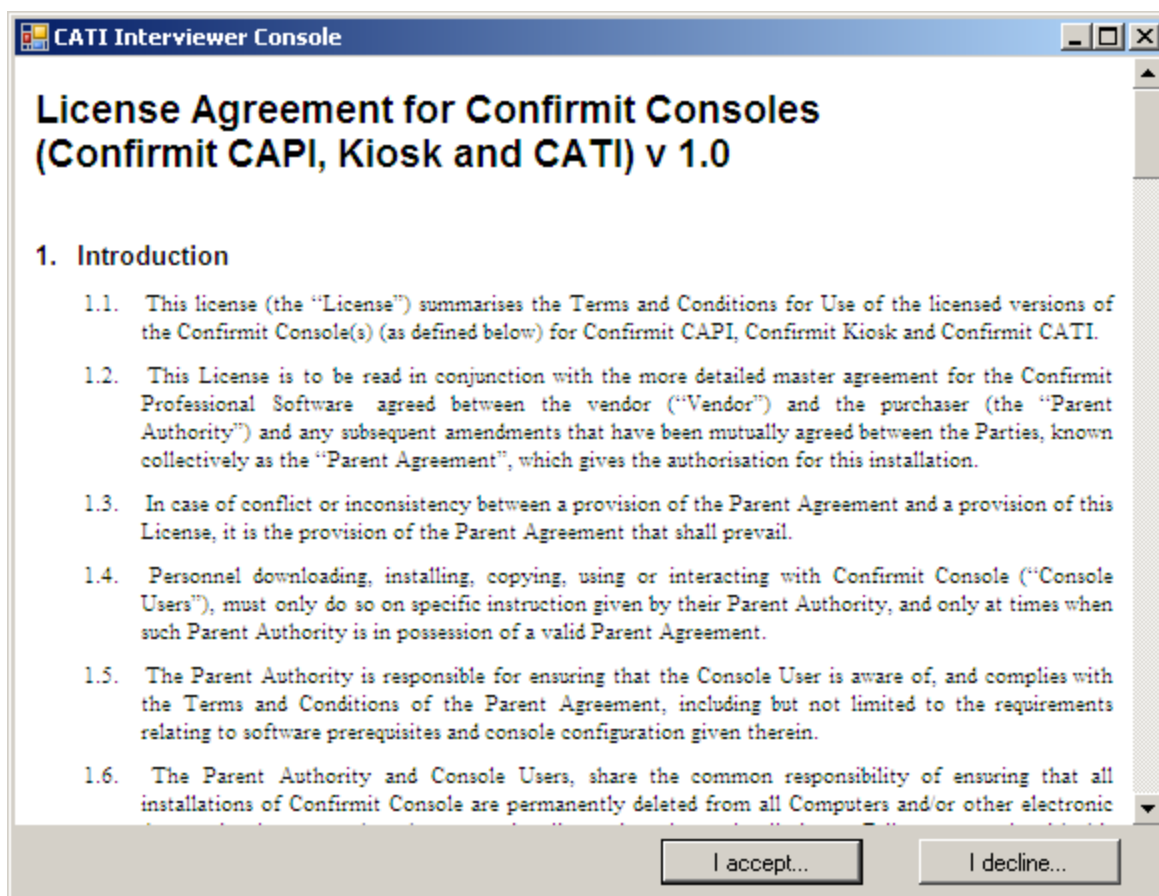 CATI Interviewer Console
License Agreement for Confirmit Consoles
(Confirmit CAPI, Kiosk and CATI) v 1.0
1. Introduction
1.1. This license (the “License”) summarises the Terms and Conditions for Use of the licensed versions of
the Confirmit Console(s) (as defined below) for Confirmit CAPI, Confirmit Kiosk and Confirmit CATI.
1.2. This License is to be read in conjunction with the more detailed master agreement for the Confirmit
Professional Software agreed between the vendor (“Vendor”) and the purchaser (the “Parent
Authority”) and any subsequent amendments that have been mutually agreed between the Parties, known
collectively as the “Parent Agreement”, which gives the authorisation for this installation.
1.3. In case of conflict or inconsistency between a provision of the Parent Agreement and a provision of this
License, it is the provision of the Parent Agreement that shall prevail.
1.4. Personnel downloading, installing, copying, using or interacting with Confirmit Console (“Console
Users”), must only do so on specific instruction given by their Parent Authority, and only at times when
such Parent Authority is in possession of a valid Parent Agreement.
1.5. The Parent Authority is responsible for ensuring that the Console User is aware of, and complies with
the Terms and Conditions of the Parent Agreement, including but not limited to the requirements
relating to software prerequisites and console configuration given therein.
1.6. The Parent Authority and Console Users, share the common responsibility of ensuring that all
installations of Confirmit Console are permanently deleted from all Computers and/or other electronic
I accept...
I decline...